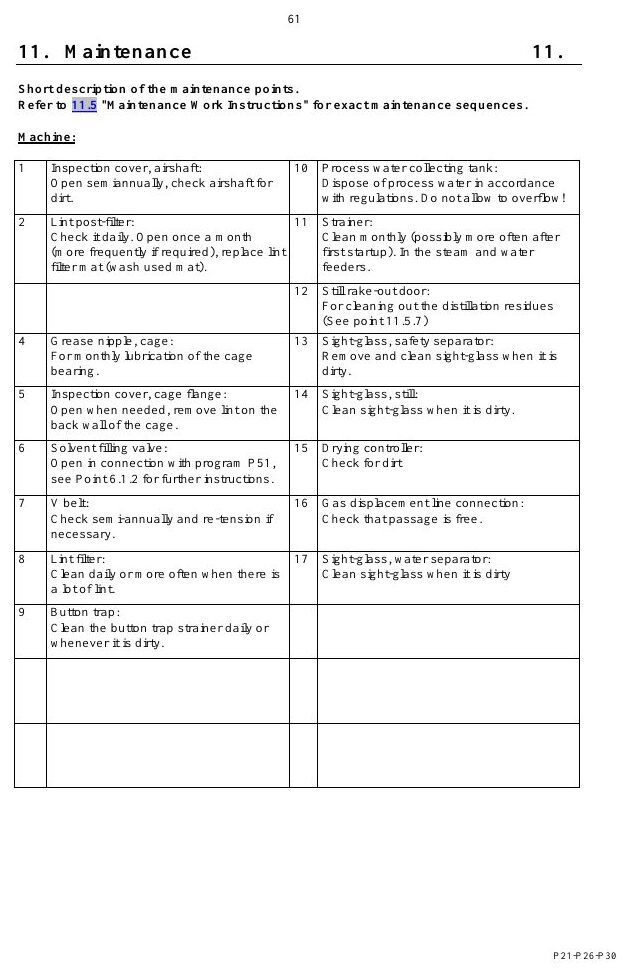 61
11. Maintenance 11.
Short description of the maintenance points.
Refer to 11.5 "Maintenance Work Instructions" for exact maintenance sequences.
Machine:
1 Inspection cover, airshaft:
Open semiannually, check airshaft for
dirt.
10 Process water collecting tank:
Dispose of process water in accordance
with regulations. Do not allow to overflow!
2 Lint post-filter:
Check it daily. Open once a month
(more frequently if required), replace lint
filter mat (wash used mat).
11 Strainer:
Clean monthly (possibly more often after
first startup). In the steam and water
feeders.
12 Still rake-out door:
For cleaning out the distillation residues
(See point 11.5.7)
4 Grease nipple, cage:
For monthly lubrication of the cage
bearing.
13 Sight-glass, safety separator:
Remove and clean sight-glass when it is
dirty.
5 Inspection cover, cage flange:
Open when needed, remove lint on the
back wall of the cage.
14 Sight-glass, still:
Clean sight-glass when it is dirty.
6 Solvent filling valve:
Open in connection with program P51,
see Point 6.1.2 for further instructions.
15 Drying controller:
Check for dirt
7 V belt:
Check semi-annually and re-tension if
necessary.
16 Gas displacement line connection:
Check that passage is free.
8 Lint filter:
Clean daily or more often when there is
a lot of lint.
17 Sight-glass, water separator:
Clean sight-glass when it is dirty
9 Button trap:
Clean the button trap strainer daily or
whenever it is dirty.
P21-P26-P30